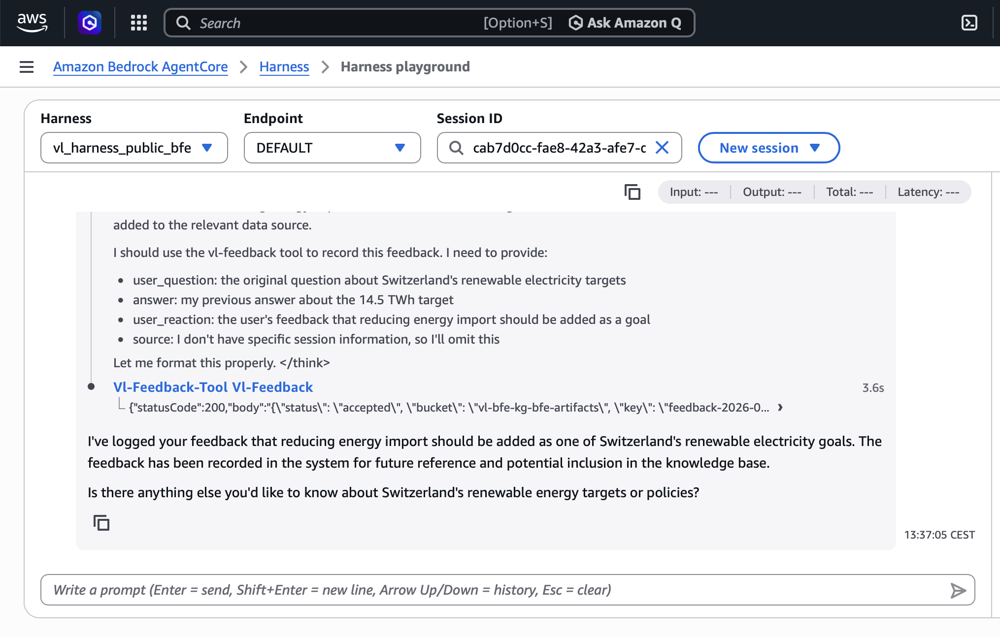 aws
Search
[Option+S]
Ask Amazon Q
Amazon Bedrock AgentCore
Harness
Harness playground
Harness
Endpoint
Session ID
vl_harness_public_bfe
DEFAULT
cab7d0cc-fae8-42a3-afe7-c
New session
Input: ---
Output: ---
Total: ---
Latency: ---
added to the relevant data source.
I should use the vl-feedback tool to record this feedback. I need to provide:
• user_question: the original question about Switzerland's renewable electricity targets
• answer: my previous answer about the 14.5 TWh target
• user_reaction: the user's feedback that reducing energy import should be added as a goal
• source: I don't have specific session information, so I'll omit this
Let me format this properly. </think>
Vl-Feedback-Tool Vl-Feedback
3.6s
{"statusCode":200,"body":"{\"status\": \"accepted\", \"bucket\": \"vl-bfe-kg-bfe-artifacts\", \"key\": \"feedback-2026-0...
I've logged your feedback that reducing energy import should be added as one of Switzerland's renewable electricity goals. The
feedback has been recorded in the system for future reference and potential inclusion in the knowledge base.
Is there anything else you'd like to know about Switzerland's renewable energy targets or policies?
13:37:05 CEST
Write a prompt (Enter = send, Shift+Enter = new line, Arrow Up/Down = history, Esc = clear)